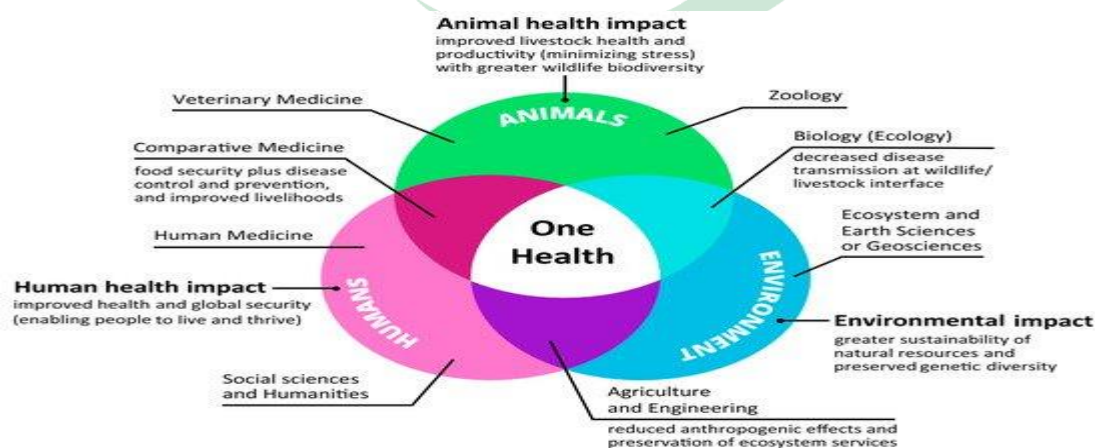 Animal health impact
improved livestock health and
productivity (minimizing stress)
with greater wildlife biodiversity
Veterinary Medicine
Zoology
ANIMALS
Comparative Medicine
food security plus disease
control and prevention,
and improved livelihoods
Biology (Ecology)
decreased disease
transmission at wildlife/
livestock interface
One
Health
Human Medicine
Ecosystem and
Earth Sciences
or Geosciences
Human health impact
improved health and global security
(enabling people to live and thrive)
HUMANS
ENVIRONMENT
Environmental impact
greater sustainability of
natural resources and
preserved genetic diversity
Social sciences
and Humanities
Agriculture
and Engineering
reduced anthropogenic effects and
preservation of ecosystem services